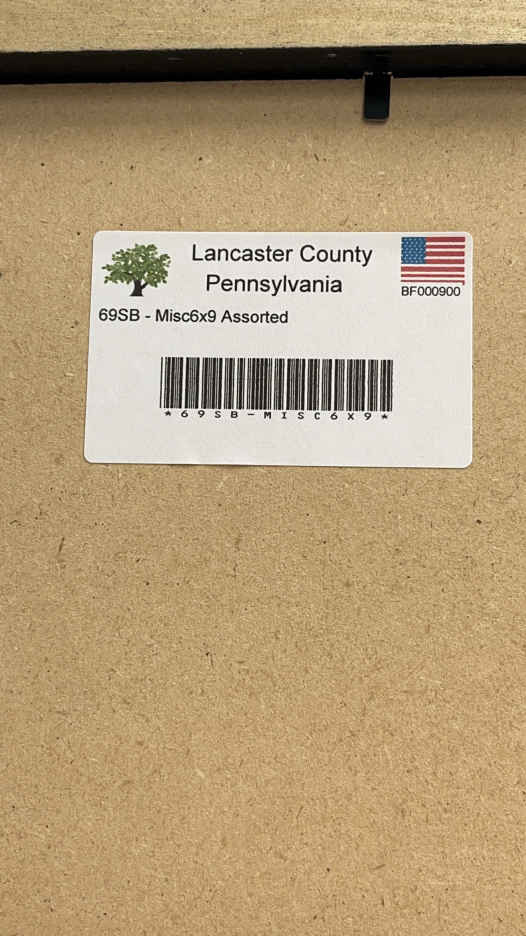 Lancaster County
Pennsylvania
BF000900
69SB - Misc6x9 Assorted
*69SB-MISC6X9*